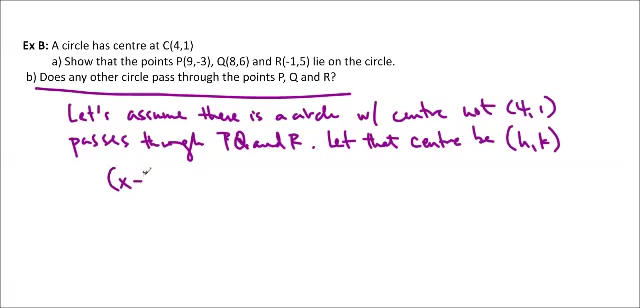 Ex B: A circle has centre at C(4,1)
a) Show that the points P(9,-3), Q(8,6) and R(-1,5) lie on the circle.
b) Does any other circle pass through the points P, Q and R?
Let's assume there is a circle w/ centre not (4,1)
passes through P Q and R. Let that centre be (h,k)
(x-